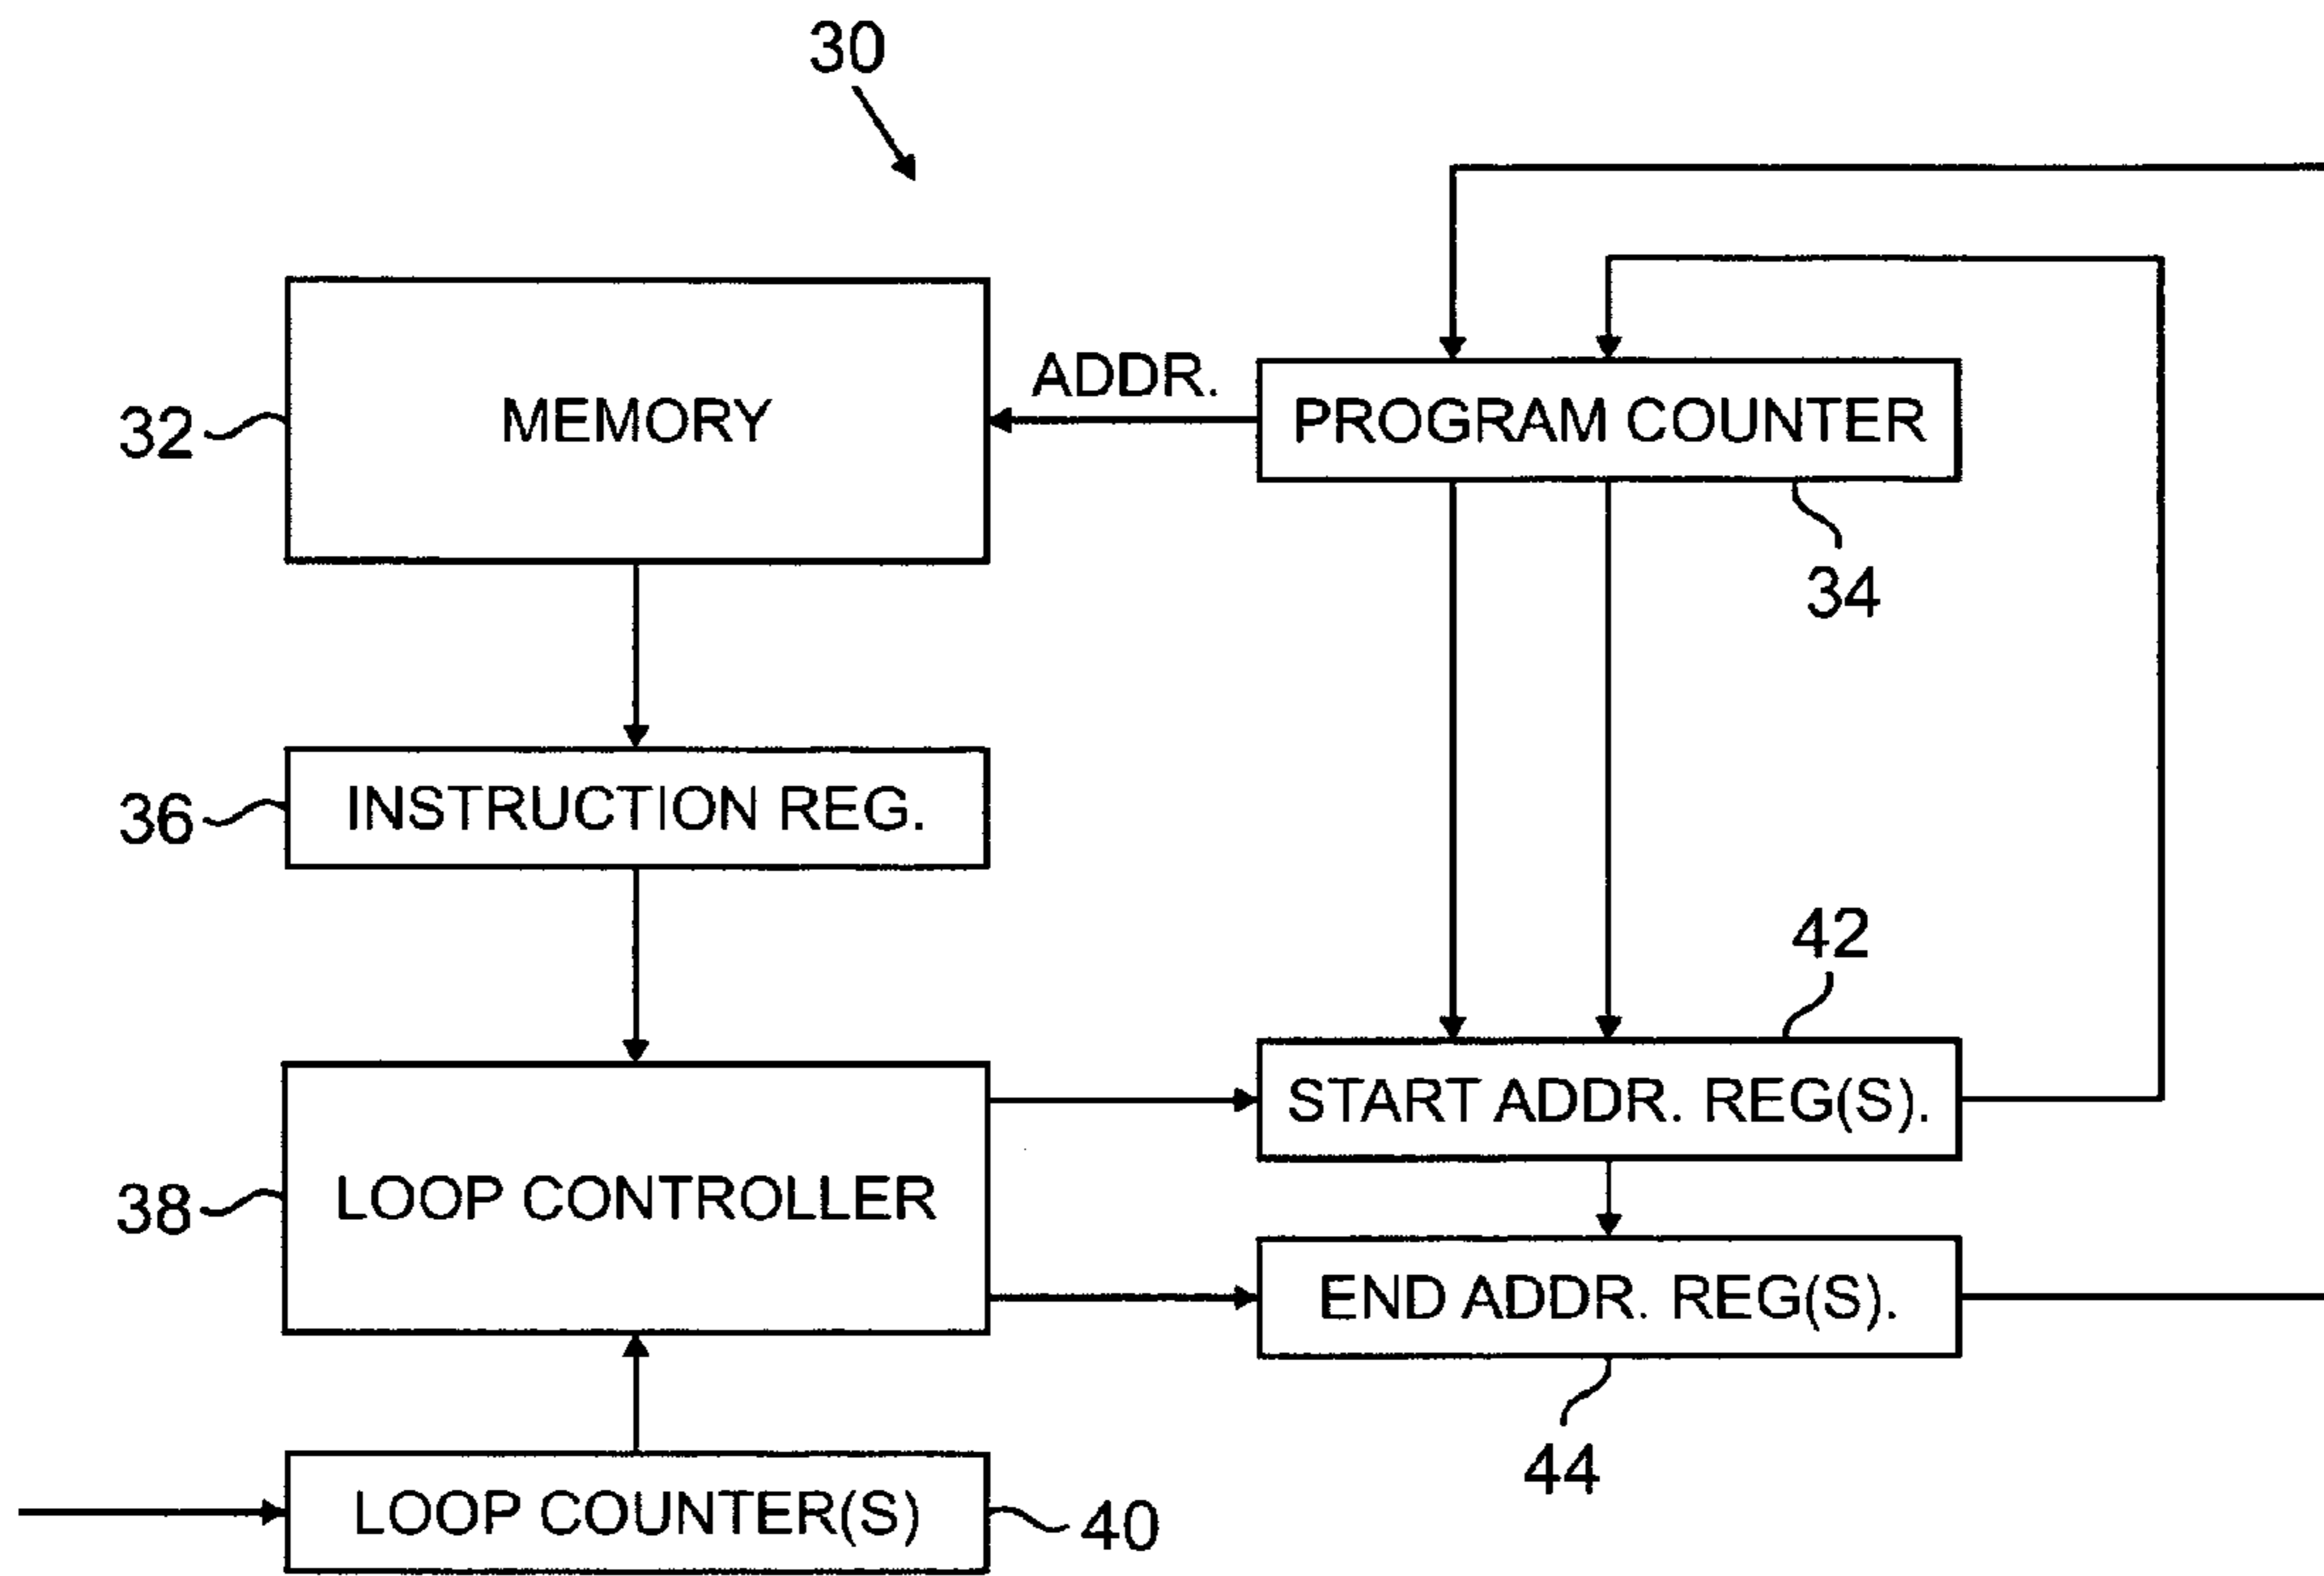 30
ADDR.
MEMORY
PROGRAM COUNTER
32
34
INSTRUCTION REG.
36
42
START ADDR. REG(S).
LOOP CONTROLLER
38
END ADDR. REG(S).
44
LOOP COUNTER(S)
40